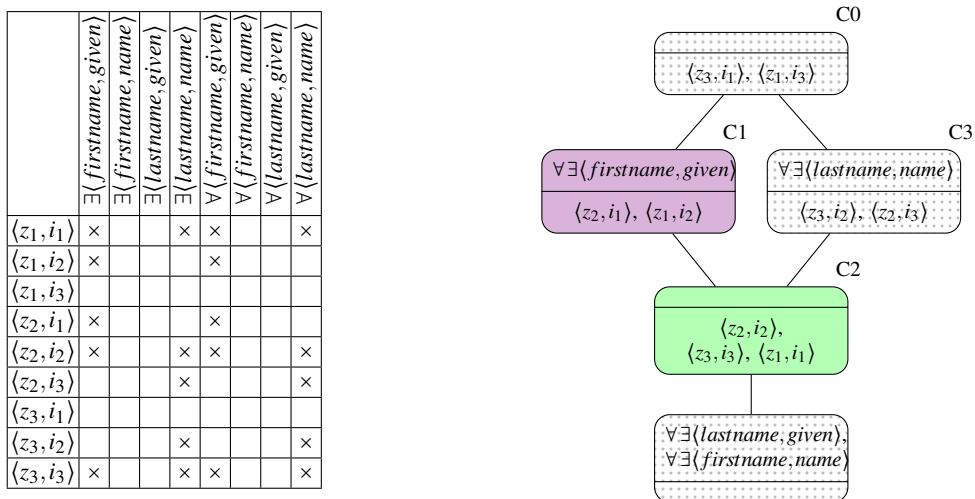 ∃⟨firstname,given⟩
∃⟨firstname,name⟩
∃⟨lastname,given⟩
∃⟨lastname,name⟩
∀⟨firstname,given⟩
∀⟨firstname,name⟩
∀⟨lastname,given⟩
∀⟨lastname,name⟩
⟨z₁,i₁⟩ × × × ×
⟨z₁,i₂⟩ × ×
⟨z₁,i₃⟩
⟨z₂,i₁⟩ × ×
⟨z₂,i₂⟩ × × × ×
⟨z₂,i₃⟩ × ×
⟨z₃,i₁⟩
⟨z₃,i₂⟩ × ×
⟨z₃,i₃⟩ × × × ×
C0
⟨z₃,i₁⟩, ⟨z₁,i₃⟩
C1
∀∃⟨firstname,given⟩
⟨z₂,i₁⟩, ⟨z₁,i₂⟩
C3
∀∃⟨lastname,name⟩
⟨z₃,i₂⟩, ⟨z₂,i₃⟩
C2
⟨z₂,i₂⟩,
⟨z₃,i₃⟩, ⟨z₁,i₁⟩
∀∃⟨lastname,given⟩,
∀∃⟨firstname,name⟩